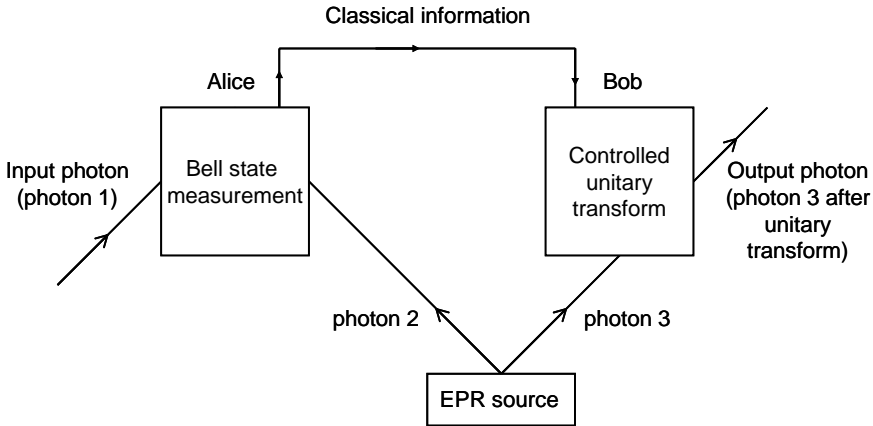 Classical information
Alice
Bob
Input photon
(photon 1)
Bell state
measurement
Controlled
unitary
transform
Output photon
(photon 3 after
unitary
transform)
photon 2
photon 3
EPR source